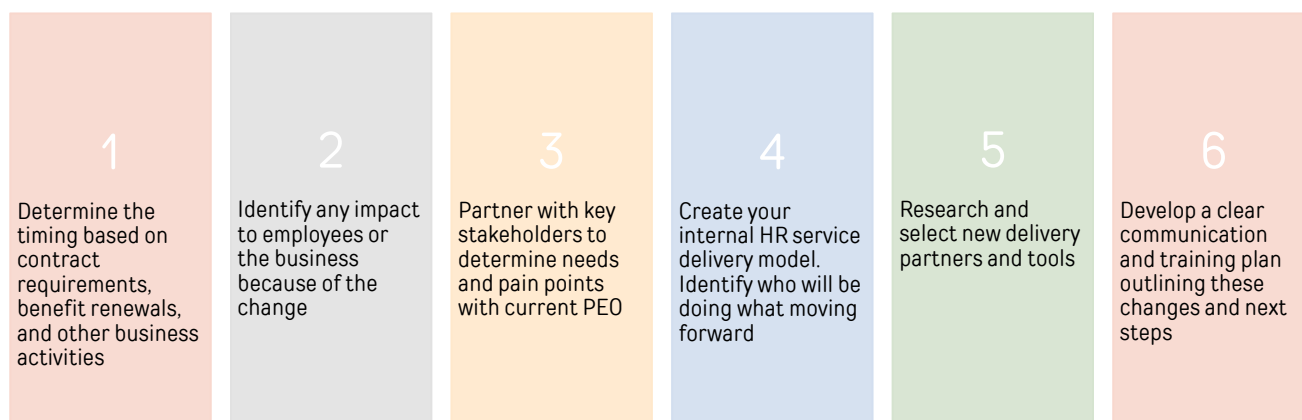 1
Determine the
timing based on
contract
requirements,
benefit renewals,
and other business
activities
2
Identify any impact
to employees or
the business
because of the
change
3
Partner with key
stakeholders to
determine needs
and pain points
with current PEO
4
Create your
internal HR service
delivery model.
Identify who will be
doing what moving
forward
5
Research and
select new delivery
partners and tools
6
Develop a clear
communication
and training plan
outlining these
changes and next
steps